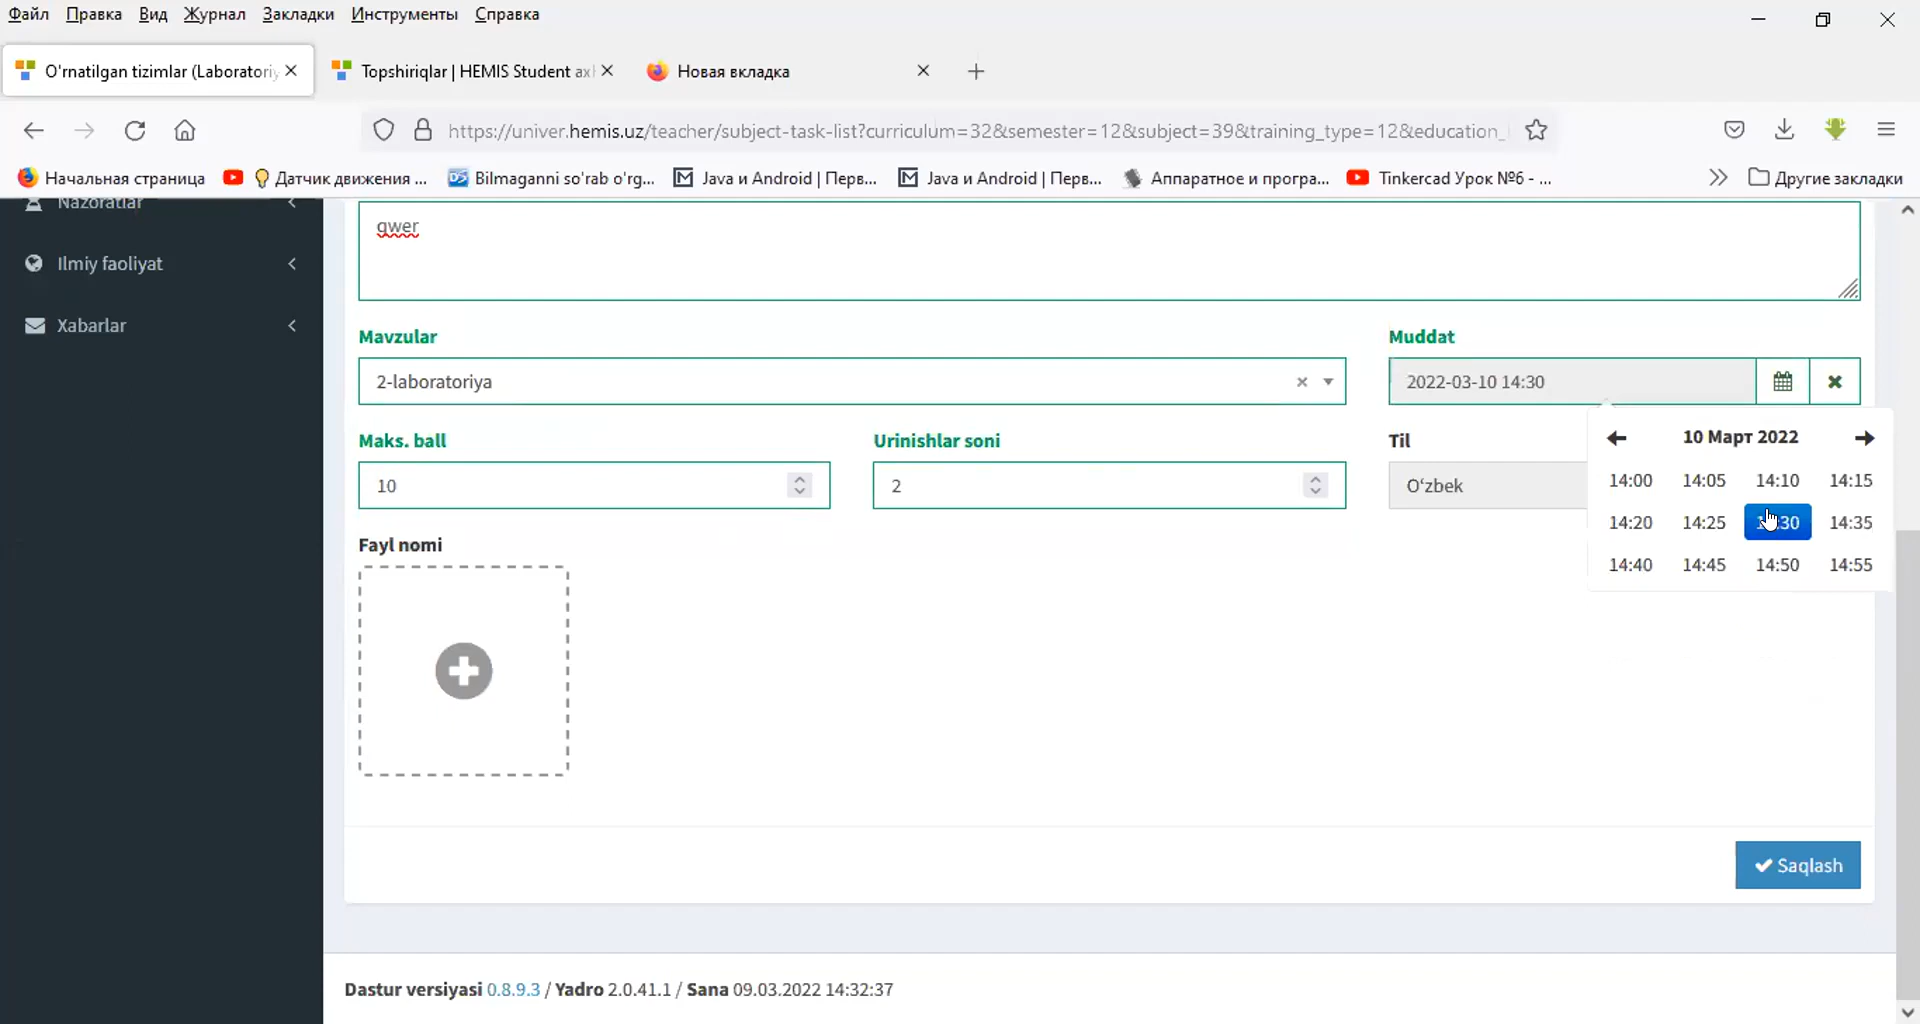 Файл Правка Вид Журнал Закладки Инструменты Справка
O'rnatilgan tizimlar (Laboratoriy
Topshiriqlar | HEMIS Student ax
Новая вкладка
https://univer.hemis.uz/teacher/subject-task-list?curriculum=32&semester=12&subject=39&training_type=12&education_
Начальная страница
Датчик движения ...
Bilmaganni so'rab o'rg...
Java и Android | Перв...
Java и Android | Перв...
Аппаратное и програ...
Tinkercad Урок №6 - ...
Другие закладки
Nazoratlar
Ilmiy faoliyat
Xabarlar
qwer
Mavzular
2-laboratoriya
Muddat
2022-03-10 14:30
10 Март 2022
14:00 14:05 14:10 14:15
14:20 14:25 14:30 14:35
14:40 14:45 14:50 14:55
Maks. ball
10
Urinishlar soni
2
Til
O‘zbek
Fayl nomi
Saqlash
Dastur versiyasi 0.8.9.3 / Yadro 2.0.41.1 / Sana 09.03.2022 14:32:37